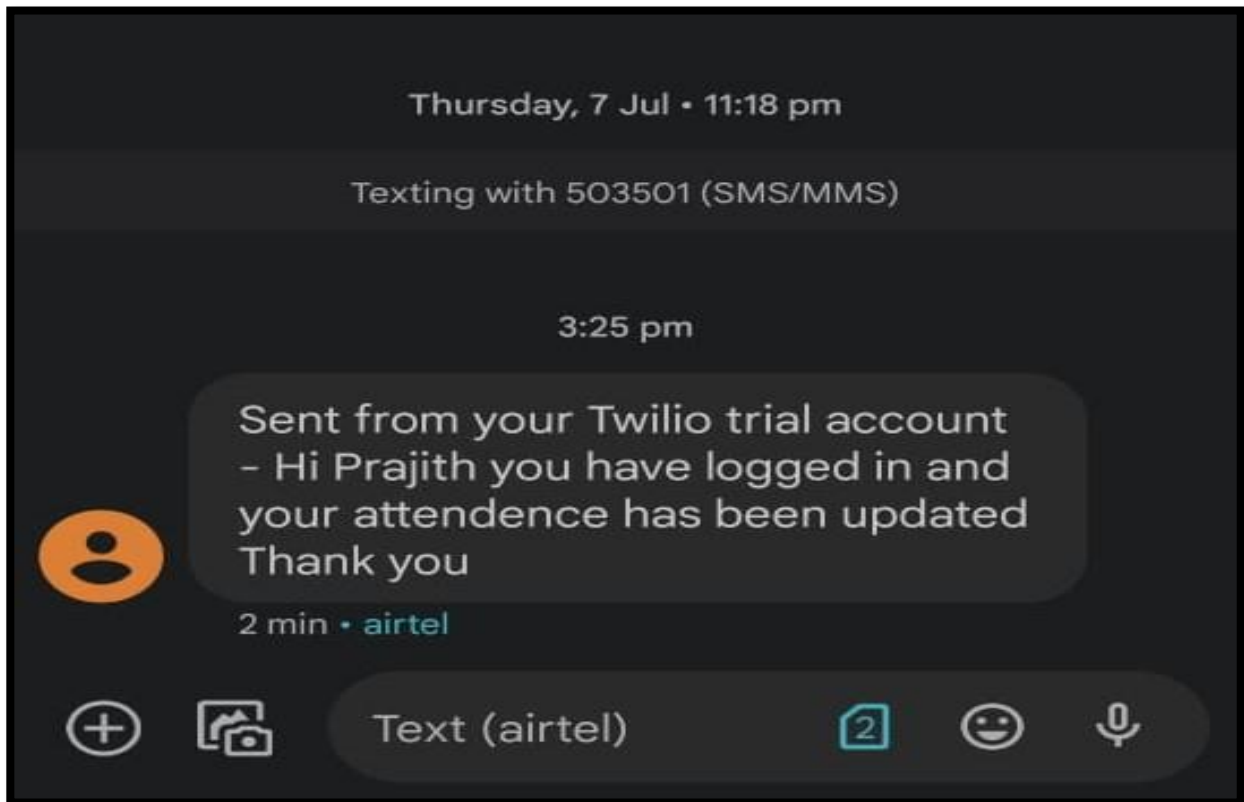 Thursday, 7 Jul • 11:18 pm
Texting with 503501 (SMS/MMS)
3:25 pm
Sent from your Twilio trial account
- Hi Prajith you have logged in and
your attendence has been updated
Thank you
2 min • airtel
Text (airtel)
2